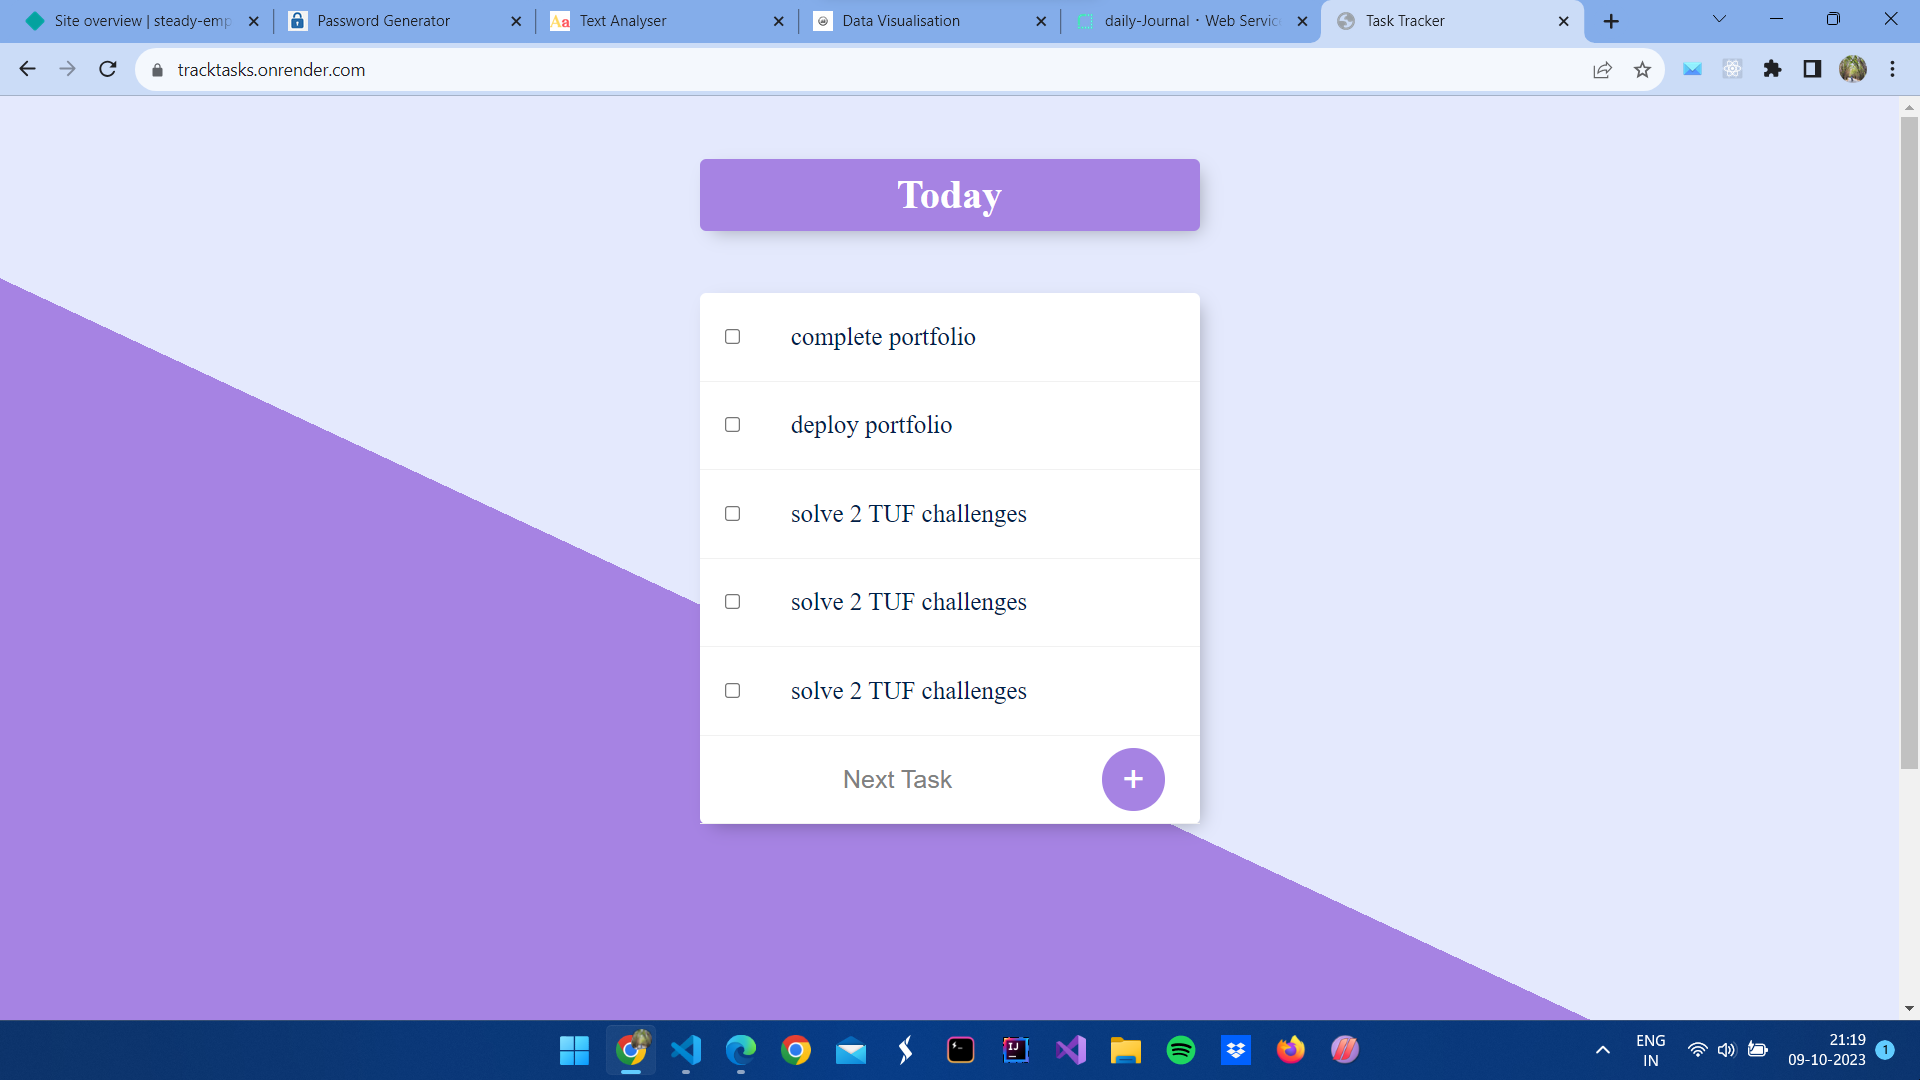 Site overview | steady-emp
Password Generator
Aa Text Analyser
Data Visualisation
daily-Journal · Web Servic
Task Tracker
tracktasks.onrender.com
Today
complete portfolio
deploy portfolio
solve 2 TUF challenges
solve 2 TUF challenges
solve 2 TUF challenges
Next Task
+
IJ
ENG
IN
21:19
09-10-2023
1